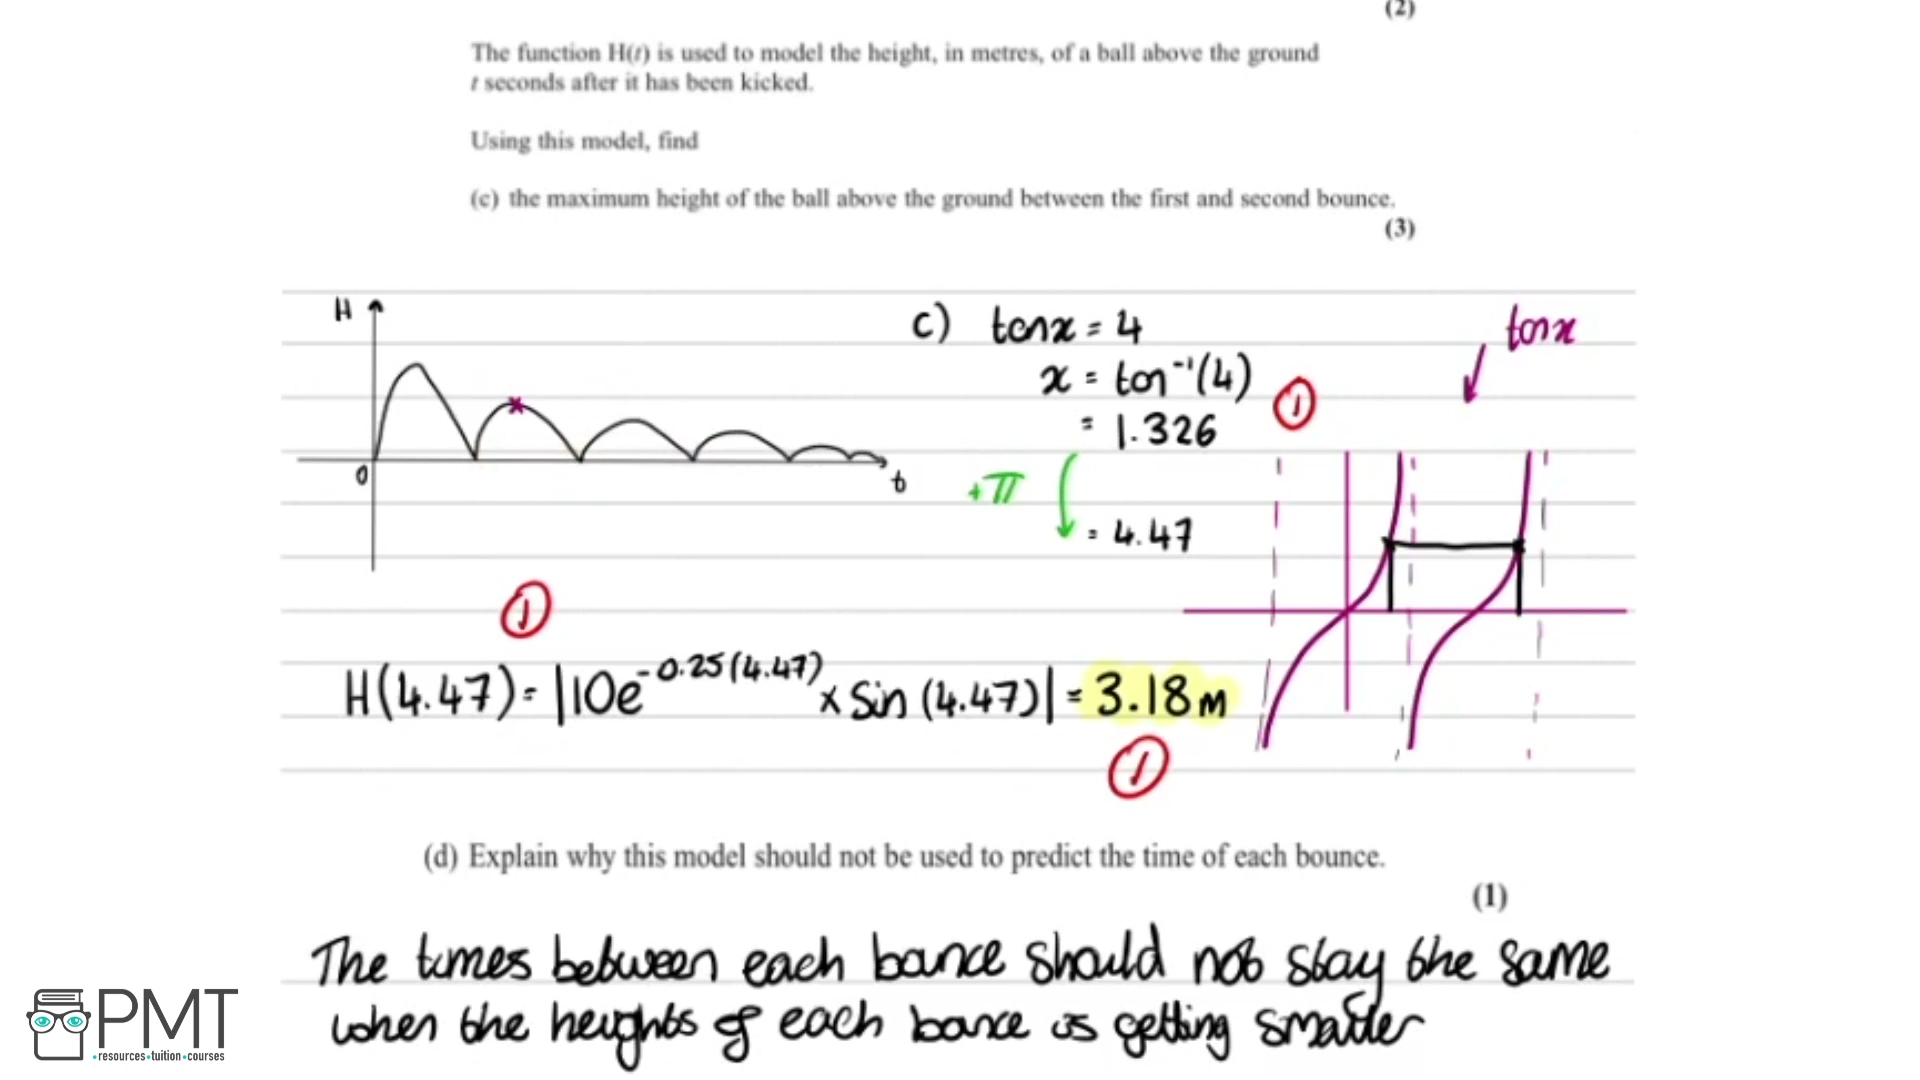 (2)
The function H(t) is used to model the height, in metres, of a ball above the ground
t seconds after it has been kicked.
Using this model, find
(c) the maximum height of the ball above the ground between the first and second bounce.
(3)
H
0
t
c) tan x = 4
x = tan⁻¹(4)
= 1.326
①
+π
= 4.47
tan x
①
H(4.47) = |10e^-0.25(4.47) × sin (4.47)| = 3.18m
①
(d) Explain why this model should not be used to predict the time of each bounce.
(1)
The times between each bounce should not stay the same
when the heights of each bounce is getting smaller
PMT
•resources•tuition•courses